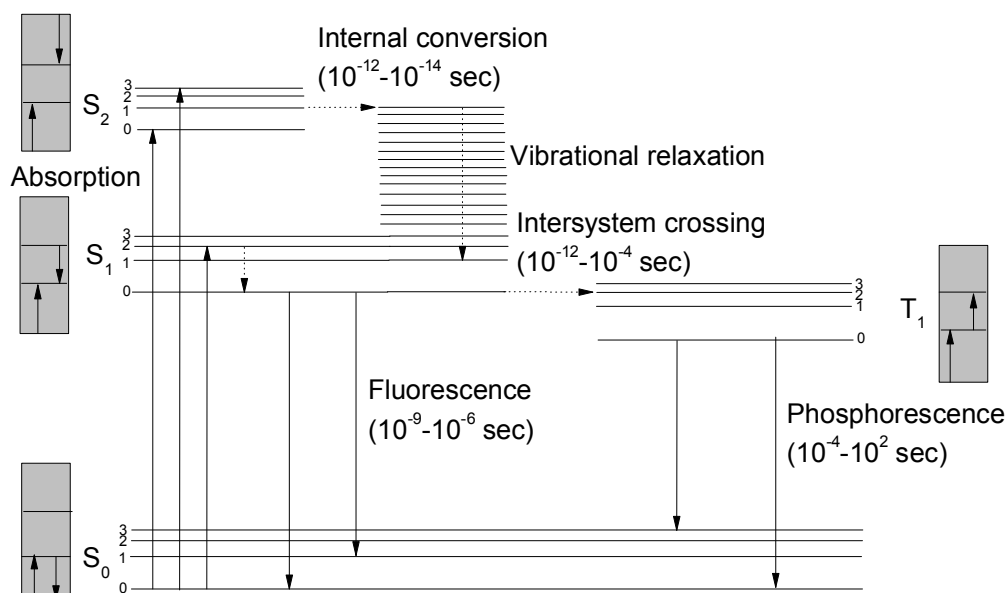 Internal conversion
(10⁻¹²-10⁻¹⁴ sec)
S₂
3
2
1
0
Vibrational relaxation
Absorption
Intersystem crossing
(10⁻¹²-10⁻⁴ sec)
S₁
3
2
1
0
3
2
1
0
T₁
Fluorescence
(10⁻⁹-10⁻⁶ sec)
Phosphorescence
(10⁻⁴-10² sec)
S₀
3
2
1
0